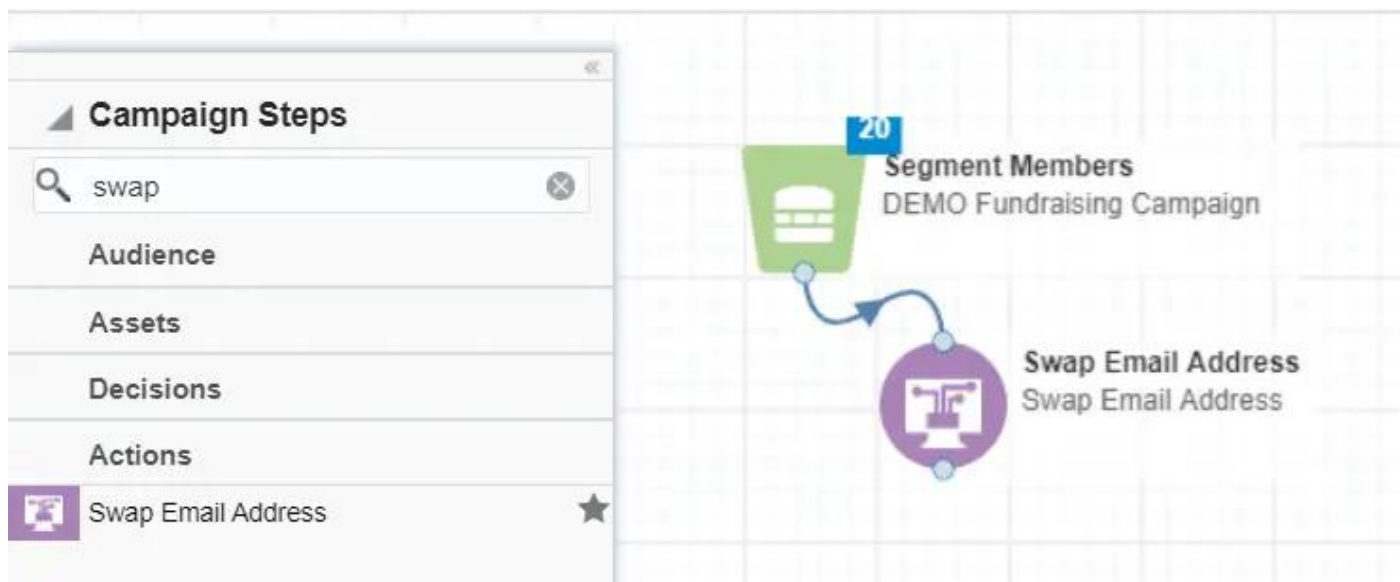 Campaign Steps
swap
Audience
Assets
Decisions
Actions
Swap Email Address
20
Segment Members
DEMO Fundraising Campaign
Swap Email Address
Swap Email Address